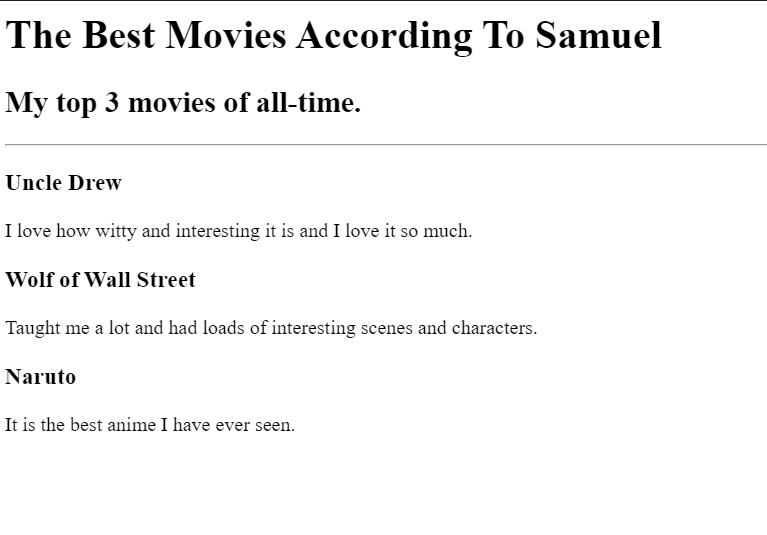 The Best Movies According To Samuel
My top 3 movies of all-time.
Uncle Drew
I love how witty and interesting it is and I love it so much.
Wolf of Wall Street
Taught me a lot and had loads of interesting scenes and characters.
Naruto
It is the best anime I have ever seen.